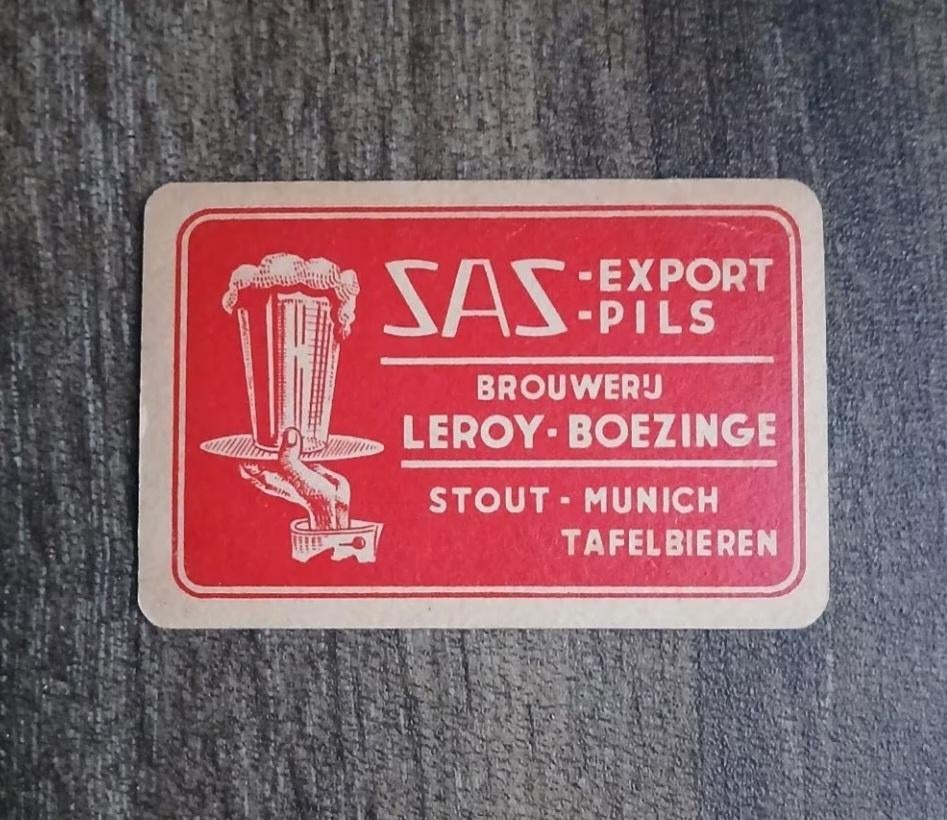 SAS -EXPORT
-PILS
BROUWERIJ
LEROY-BOEZINGE
STOUT - MUNICH
TAFELBIEREN